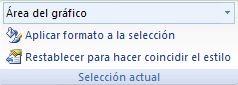 Área del gráfico
Aplicar formato a la selección
Restablecer para hacer coincidir el estilo
Selección actual